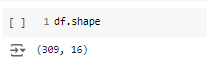 [ ] 1 df.shape
(309, 16)